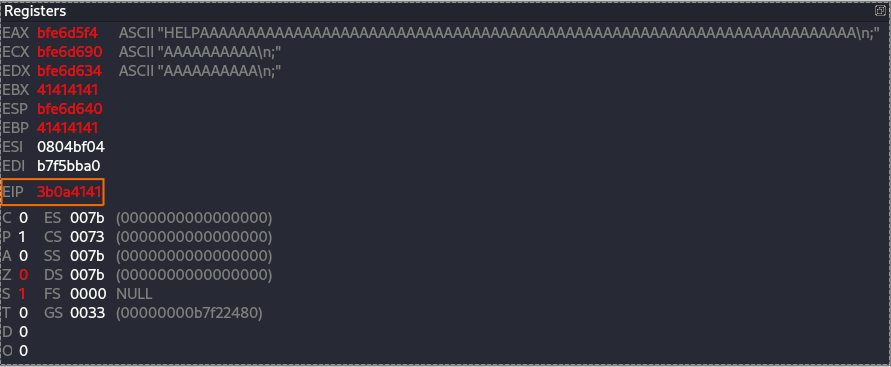 Registers
EAX bfe6d5f4 ASCII "HELPAAAAAAAAAAAAAAAAAAAAAAAAAAAAAAAAAAAAAAAAAAAAAAAAAAAAAAAAAAAAAAAAAAAAAA\n;"
ECX bfe6d690 ASCII "AAAAAAAAAA\n;"
EDX bfe6d634 ASCII "AAAAAAAAAA\n;"
EBX 41414141
ESP bfe6d640
EBP 41414141
ESI 0804bf04
EDI b7f5bba0
EIP 3b0a4141
C 0 ES 007b (0000000000000000)
P 1 CS 0073 (0000000000000000)
A 0 SS 007b (0000000000000000)
Z 0 DS 007b (0000000000000000)
S 1 FS 0000 NULL
T 0 GS 0033 (00000000b7f22480)
D 0
O 0